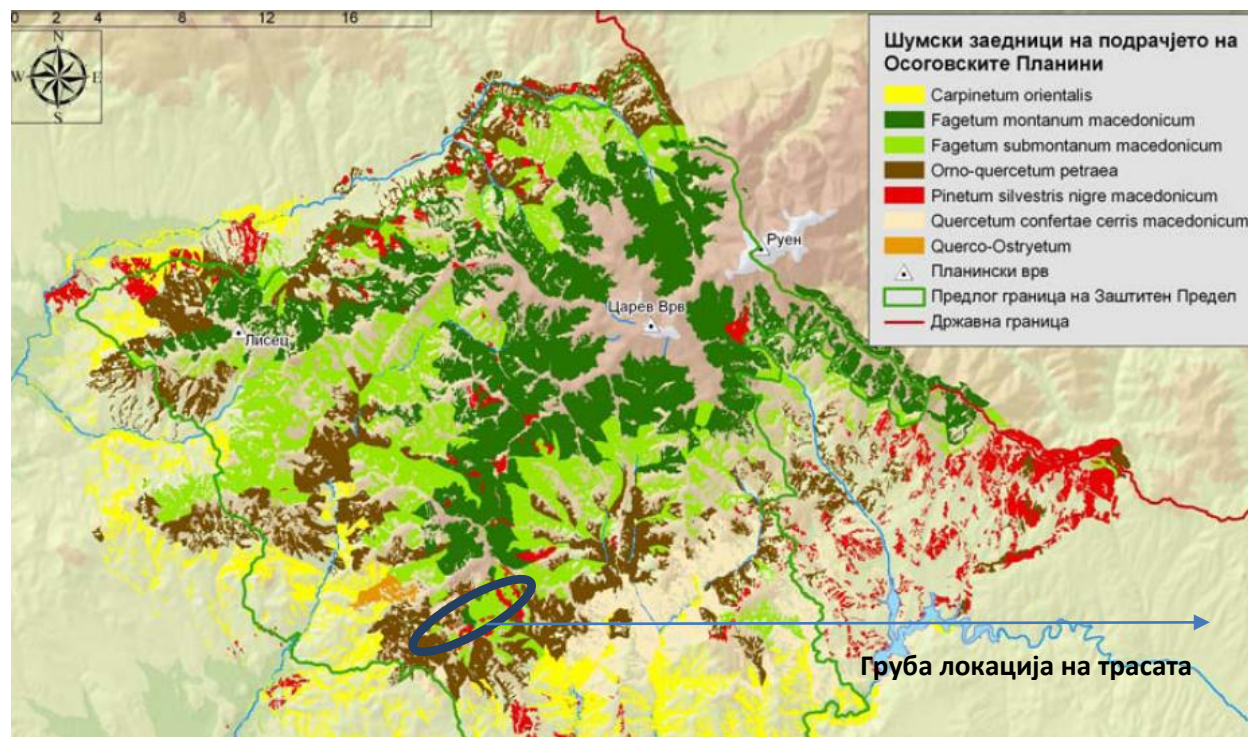 0 2 4 8 12 16
N
W E
S
Шумски заедници на подрачјето на
Осоговските Планини
Carpinetum orientalis
Fagetum montanum macedonicum
Fagetum submontanum macedonicum
Orno-quercetum petraea
Pinetum silvestris nigre macedonicum
Quercetum confertae cerris macedonicum
Querco-Ostryetum
Планински врв
Предлог граница на Заштитен Предел
Државна граница
Руен
Царев Врв
Лисец
Груба локација на трасата